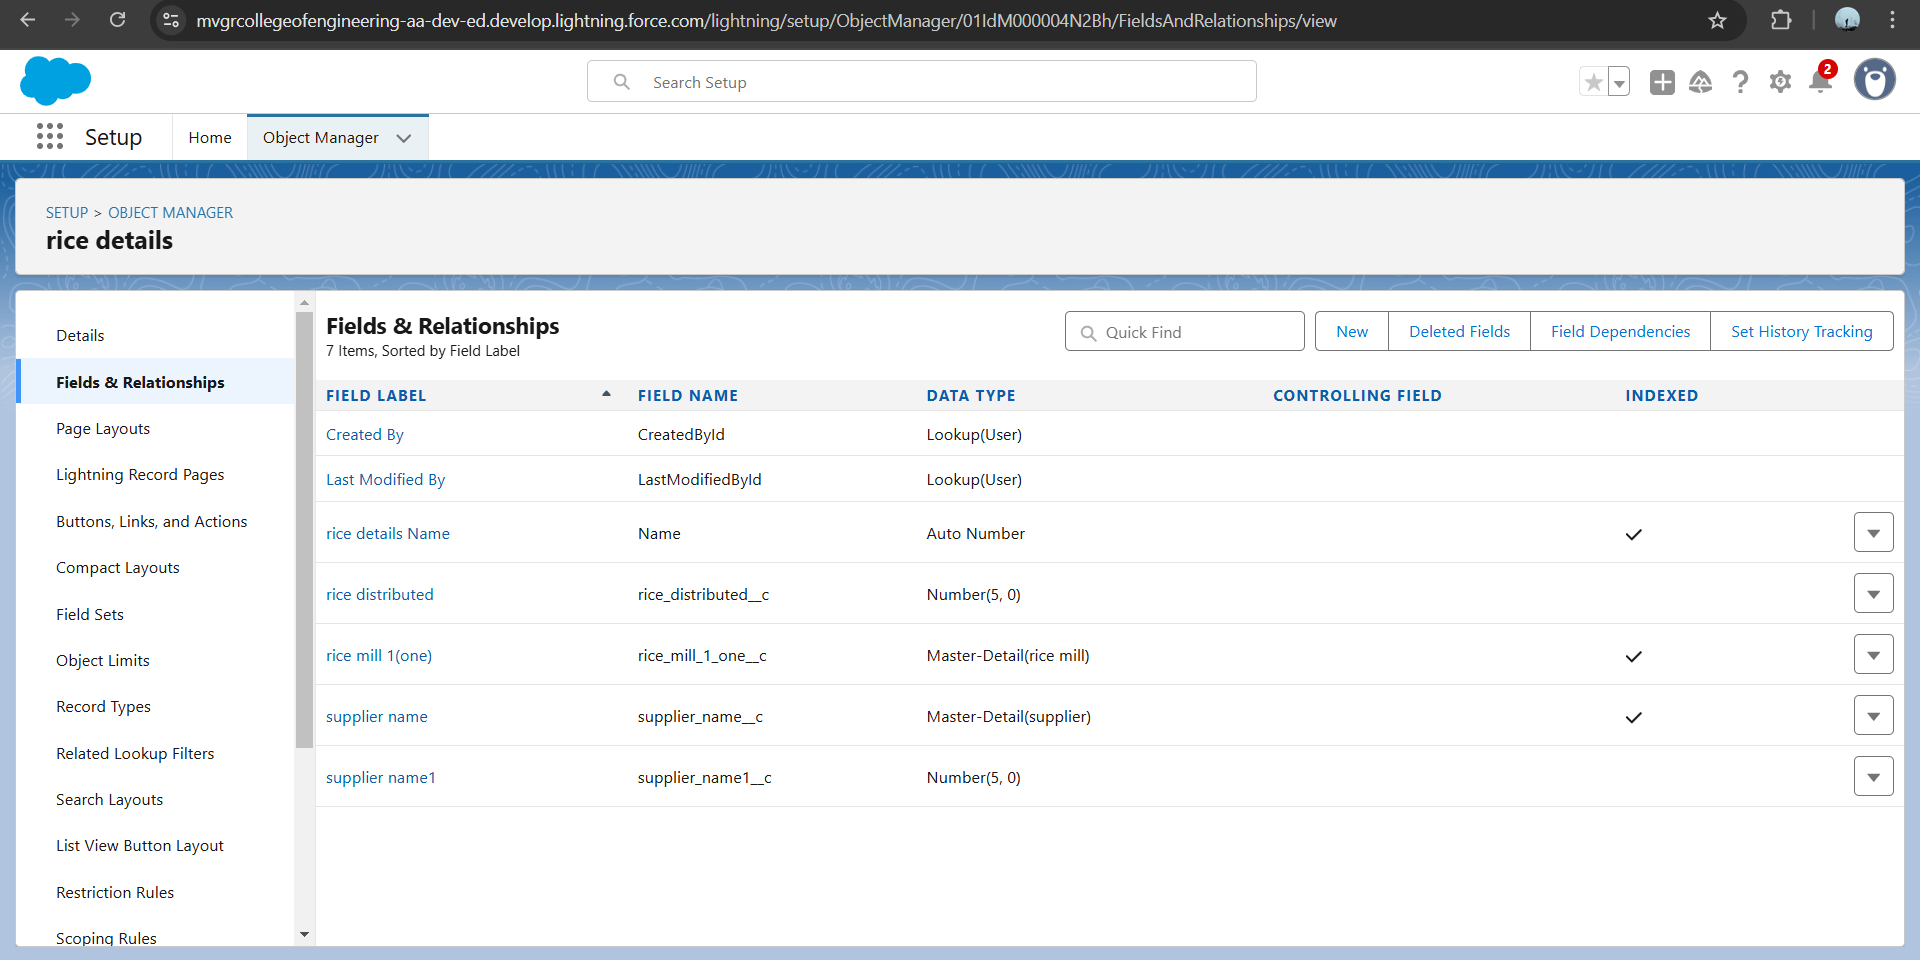 mvgrcollegeofengineering-aa-dev-ed.develop.lightning.force.com/lightning/setup/ObjectManager/01IdM000004N2Bh/FieldsAndRelationships/view
Search Setup
2
Setup
Home
Object Manager
SETUP > OBJECT MANAGER
rice details
Details
Fields & Relationships
Page Layouts
Lightning Record Pages
Buttons, Links, and Actions
Compact Layouts
Field Sets
Object Limits
Record Types
Related Lookup Filters
Search Layouts
List View Button Layout
Restriction Rules
Scoping Rules
Fields & Relationships
7 Items, Sorted by Field Label
Quick Find
New
Deleted Fields
Field Dependencies
Set History Tracking
FIELD LABEL FIELD NAME DATA TYPE CONTROLLING FIELD INDEXED
Created By CreatedById Lookup(User)
Last Modified By LastModifiedById Lookup(User)
rice details Name Name Auto Number
rice distributed rice_distributed__c Number(5, 0)
rice mill 1(one) rice_mill_1_one__c Master-Detail(rice mill)
supplier name supplier_name__c Master-Detail(supplier)
supplier name1 supplier_name1__c Number(5, 0)